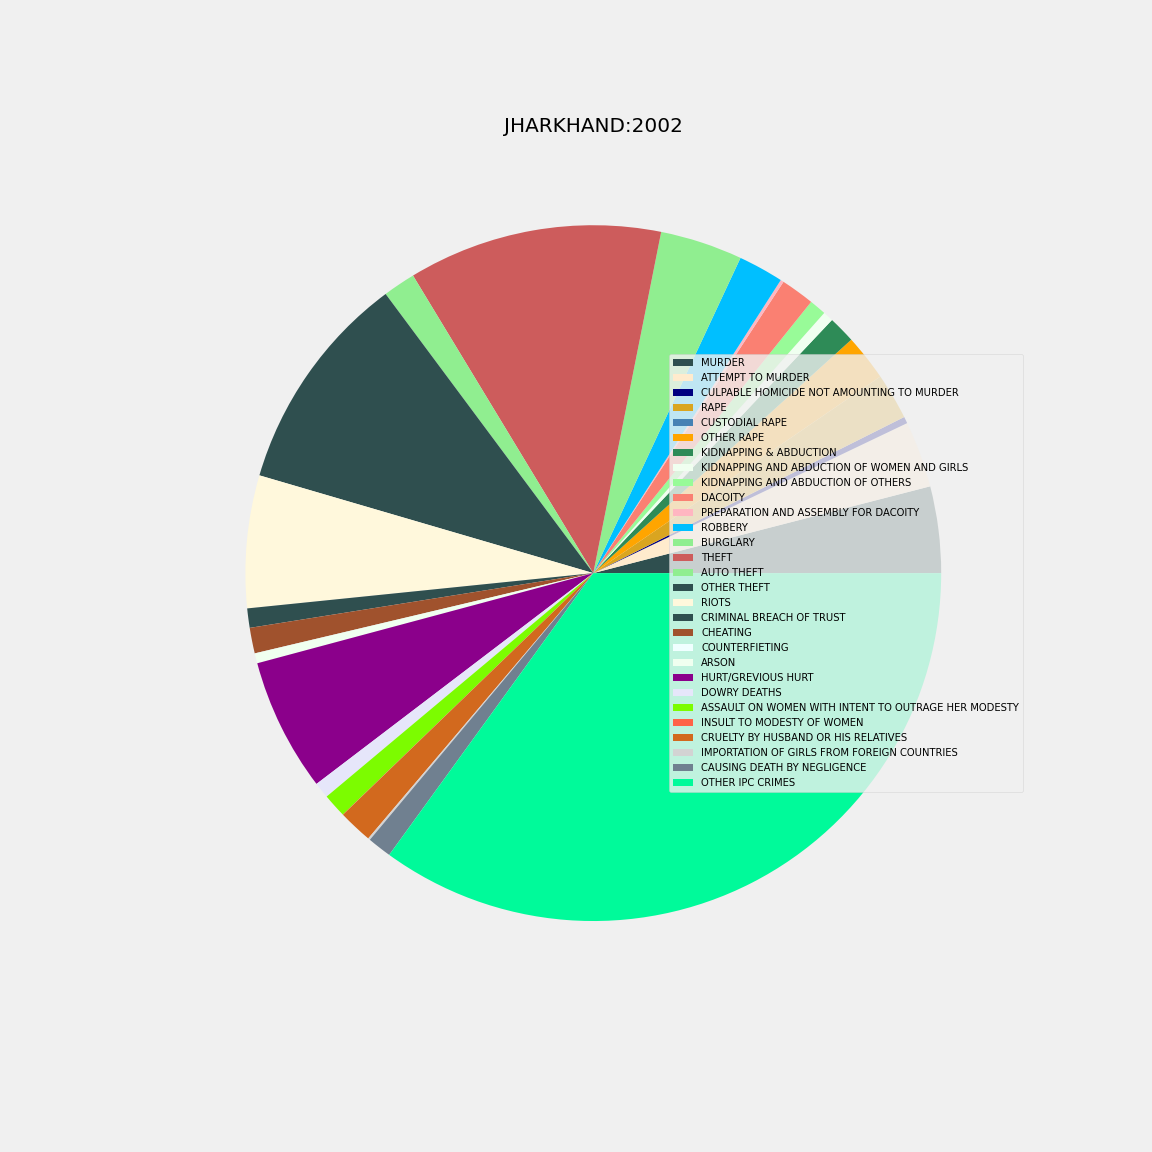 JHARKHAND:2002
MURDER
ATTEMPT TO MURDER
CULPABLE HOMICIDE NOT AMOUNTING TO MURDER
RAPE
CUSTODIAL RAPE
OTHER RAPE
KIDNAPPING & ABDUCTION
KIDNAPPING AND ABDUCTION OF WOMEN AND GIRLS
KIDNAPPING AND ABDUCTION OF OTHERS
DACOITY
PREPARATION AND ASSEMBLY FOR DACOITY
ROBBERY
BURGLARY
THEFT
AUTO THEFT
OTHER THEFT
RIOTS
CRIMINAL BREACH OF TRUST
CHEATING
COUNTERFIETING
ARSON
HURT/GREVIOUS HURT
DOWRY DEATHS
ASSAULT ON WOMEN WITH INTENT TO OUTRAGE HER MODESTY
INSULT TO MODESTY OF WOMEN
CRUELTY BY HUSBAND OR HIS RELATIVES
IMPORTATION OF GIRLS FROM FOREIGN COUNTRIES
CAUSING DEATH BY NEGLIGENCE
OTHER IPC CRIMES